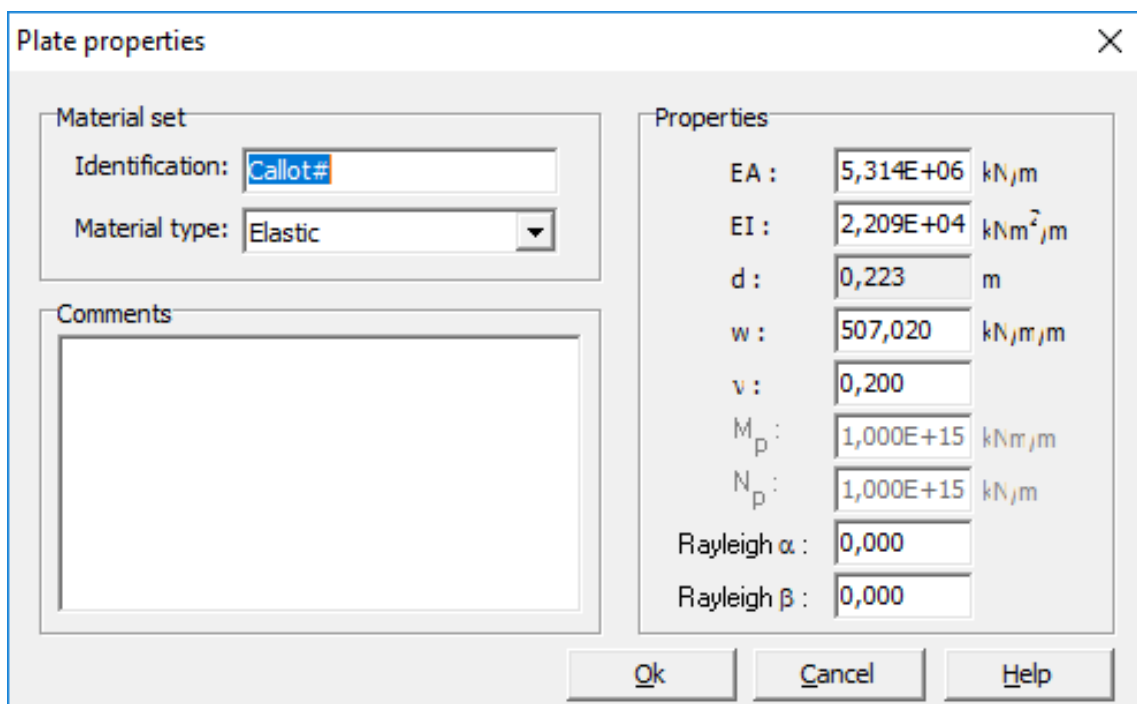 Plate properties
Material set
Identification: Callot#
Material type: Elastic
Comments
Properties
EA : 5,314E+06 kN/m
EI : 2,209E+04 kNm²/m
d : 0,223 m
w : 507,020 kN/m/m
ν : 0,200
Mp : 1,000E+15 kNm/m
Np : 1,000E+15 kN/m
Rayleigh α : 0,000
Rayleigh β : 0,000
Ok Cancel Help